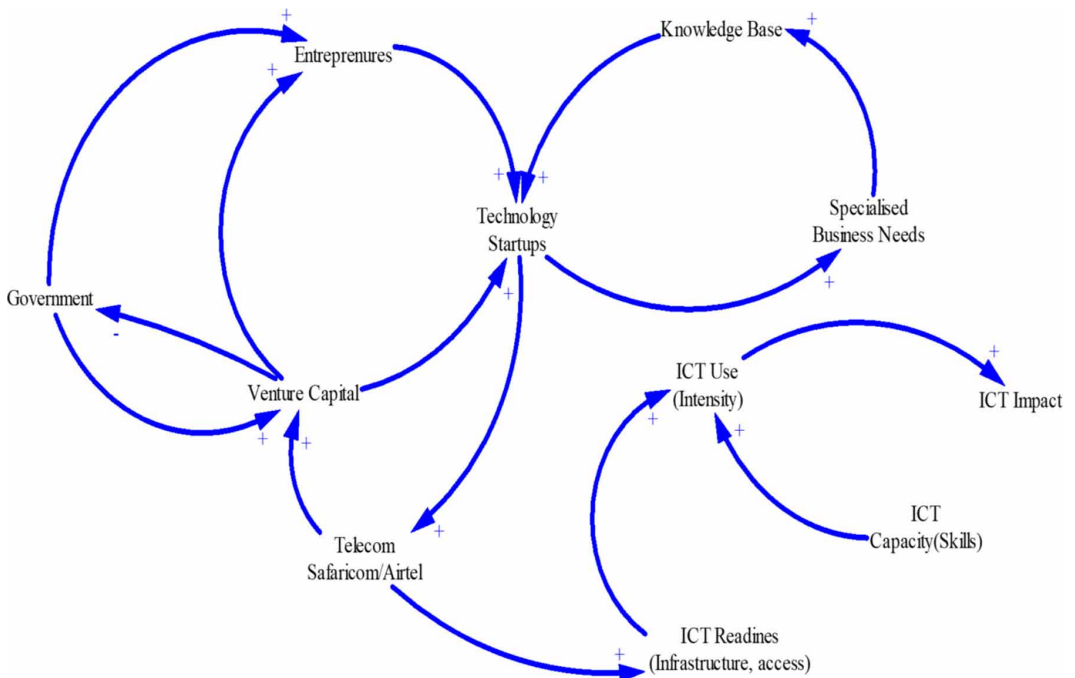 +
Entreprenures
+
Knowledge Base
+
+
+
Technology
Startups
Specialised
Business Needs
+
+
Government
-
Venture Capital
+
+
ICT Use
(Intensity)
+
+
+
ICT Impact
ICT
Capacity(Skills)
+
Telecom
Safaricom/Airtel
ICT Readines
(Infrastructure, access)
+